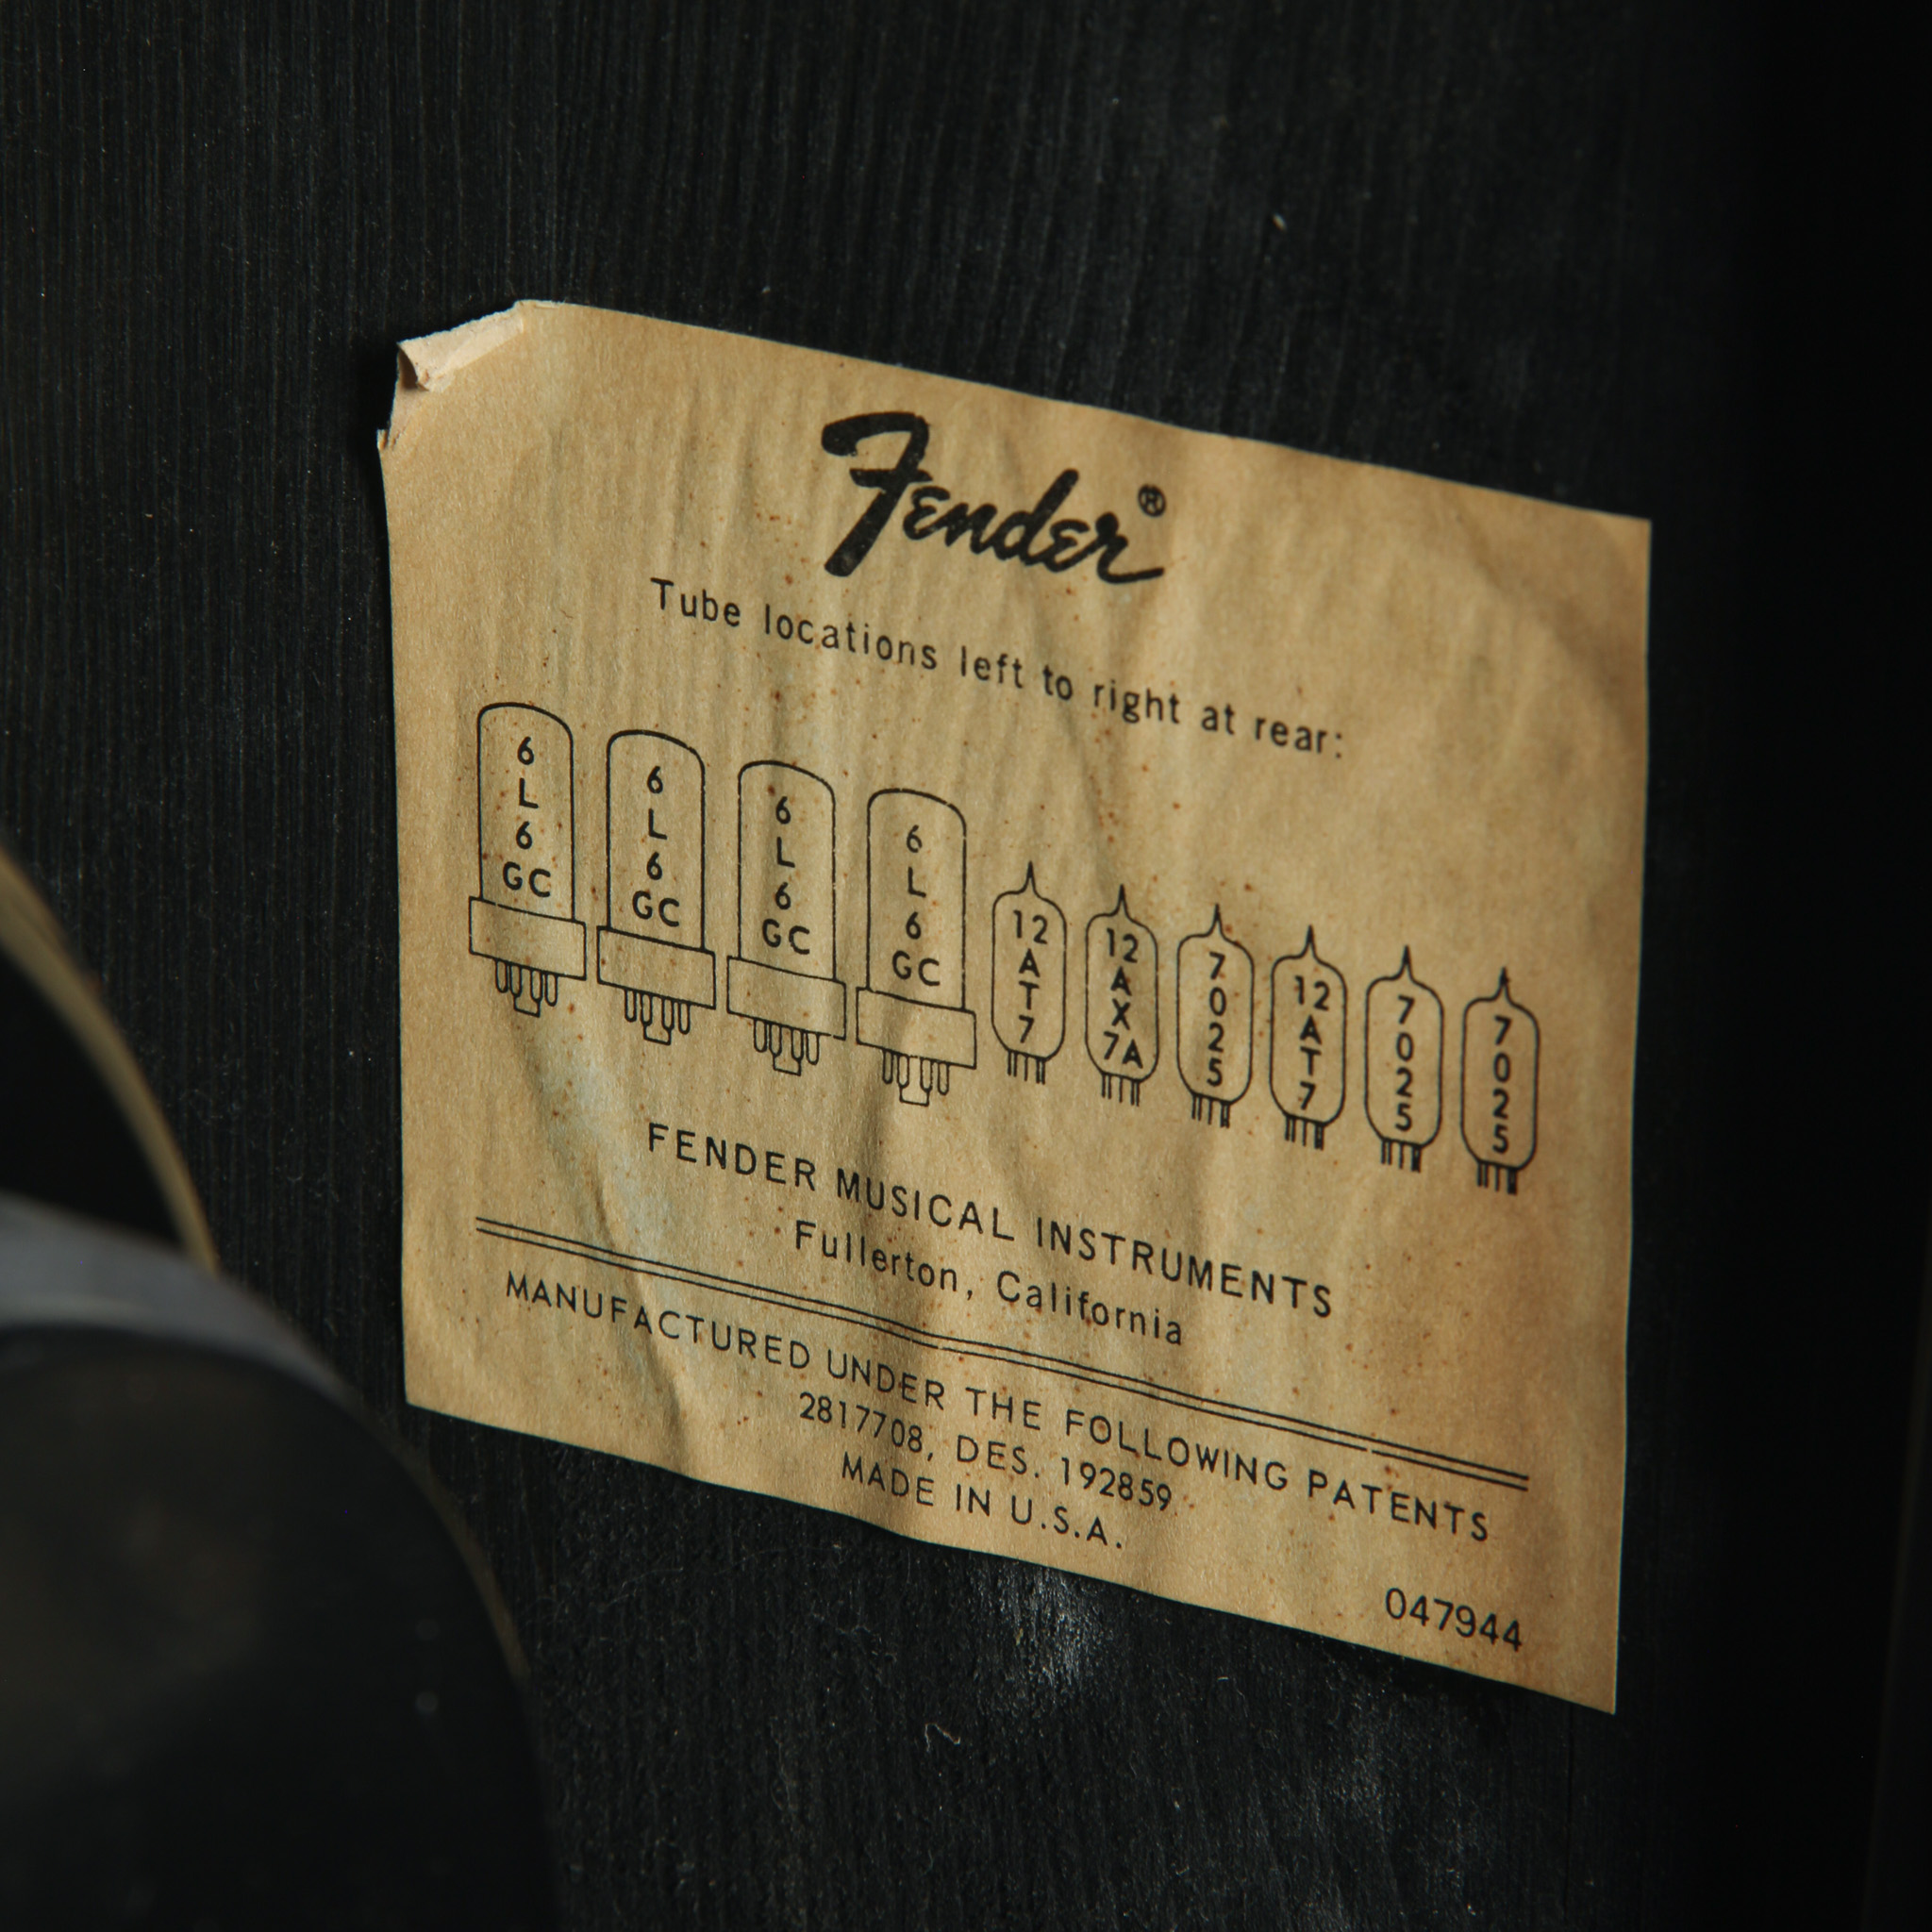 Fender®
Tube locations left to right at rear:
6L6GC 6L6GC 6L6GC 6L6GC 12AT7 12AX7A 7025 12AT7 7025 7025
FENDER MUSICAL INSTRUMENTS
Fullerton, California
MANUFACTURED UNDER THE FOLLOWING PATENTS
2817708, DES. 192859
MADE IN U.S.A.
047944